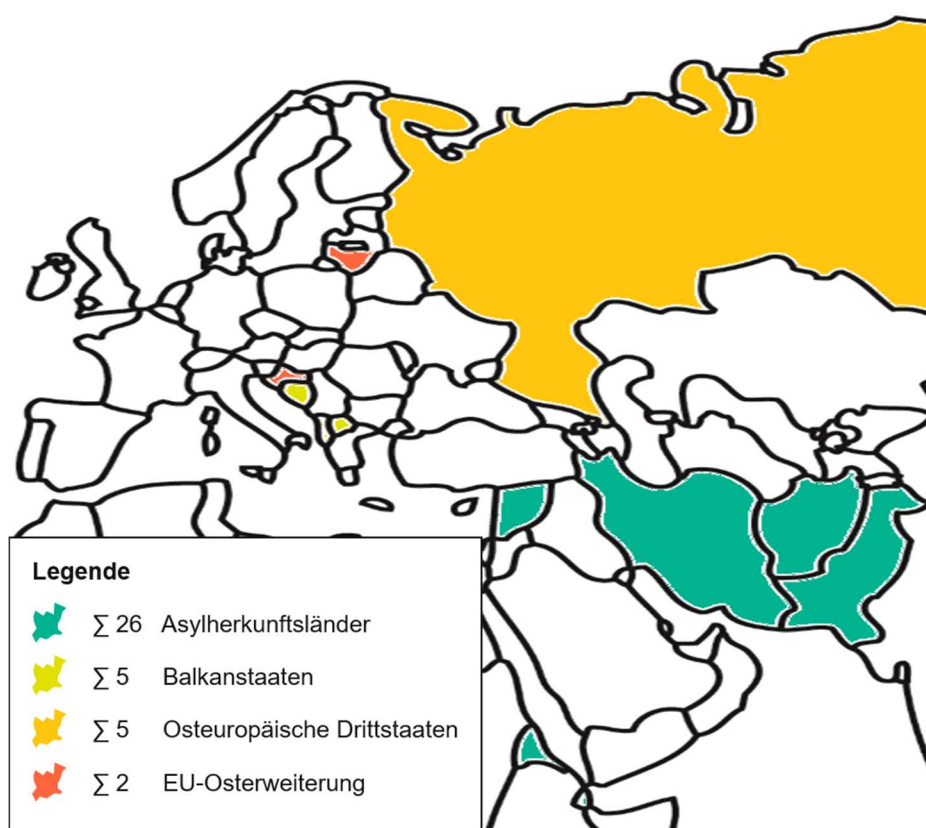 Legende
∑ 26 Asylherkunftsländer
∑ 5 Balkanstaaten
∑ 5 Osteuropäische Drittstaaten
∑ 2 EU-Osterweiterung